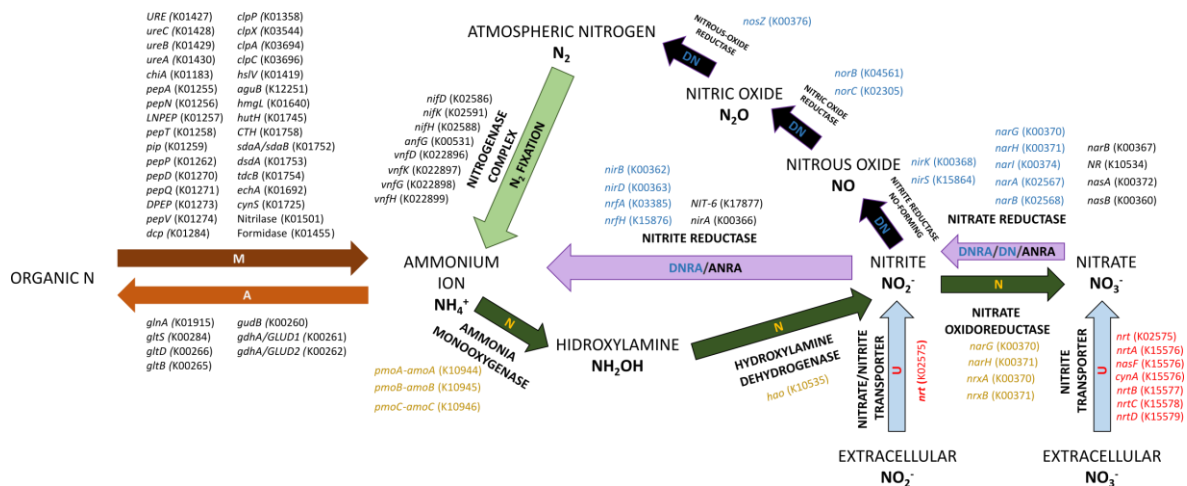 URE (K01427)
ureC (K01428)
ureB (K01429)
ureA (K01430)
chiA (K01183)
pepA (K01255)
pepN (K01256)
LNPEP (K01257)
pepT (K01258)
pip (K01259)
pepP (K01262)
pepD (K01270)
pepQ (K01271)
DPEP (K01273)
pepV (K01274)
dcp (K01284)
clpP (K01358)
clpX (K03544)
clpA (K03694)
clpC (K03696)
hslV (K01419)
aguB (K12251)
hmgL (K01640)
hutH (K01745)
CTH (K01758)
sdaA/sdaB (K01752)
dsdA (K01753)
tdcB (K01754)
echA (K01692)
cynS (K01725)
Nitrilase (K01501)
Formidase (K01455)
ORGANIC N
M
A
glnA (K01915)
gltS (K00284)
gltD (K00266)
gltB (K00265)
gudB (K00260)
gdhA/GLUD1 (K00261)
gdhA/GLUD2 (K00262)
ATMOSPHERIC NITROGEN
N₂
nifD (K02586)
nifK (K02591)
nifH (K02588)
anfG (K00531)
vnfD (K022896)
vnfK (K022897)
vnfG (K022898)
vnfH (K022899)
NITROGENASE
COMPLEX
N₂ FIXATION
AMMONIUM
ION
NH₄⁺
N
AMMONIA
MONOOXYGENASE
pmoA-amoA (K10944)
pmoB-amoB (K10945)
pmoC-amoC (K10946)
HIDROXYLAMINE
NH₂OH
N
HYDROXYLAMINE
DEHYDROGENASE
hao (K10535)
nirB (K00362)
nirD (K00363)
nrfA (K03385)
nrfH (K15876)
NIT-6 (K17877)
nirA (K00366)
NITRITE REDUCTASE
DNRA/ANRA
nosZ (K00376)
NITROUS-OXIDE
REDUCTASE
DN
NITRIC OXIDE
N₂O
norB (K04561)
norC (K02305)
NITRIC OXIDE
REDUCTASE
DN
NITROUS OXIDE
NO
nirK (K00368)
nirS (K15864)
NITRITE REDUCTASE
NO-FORMING
DN
NITRITE
NO₂⁻
narG (K00370)
narH (K00371)
narI (K00374)
narA (K02567)
narB (K02568)
narB (K00367)
NR (K10534)
nasA (K00372)
nasB (K00360)
NITRATE REDUCTASE
DNRA/DN/ANRA
N
NITRATE
NO₃⁻
NITRATE
OXIDOREDUCTASE
narG (K00370)
narH (K00371)
nrxA (K00370)
nrxB (K00371)
NITRATE/NITRITE
TRANSPORTER
U
nrt (K02575)
EXTRACELLULAR
NO₂⁻
NITRITE
TRANSPORTER
U
nrt (K02575)
nrtA (K15576)
nasF (K15576)
cynA (K15576)
nrtB (K15577)
nrtC (K15578)
nrtD (K15579)
EXTRACELLULAR
NO₃⁻